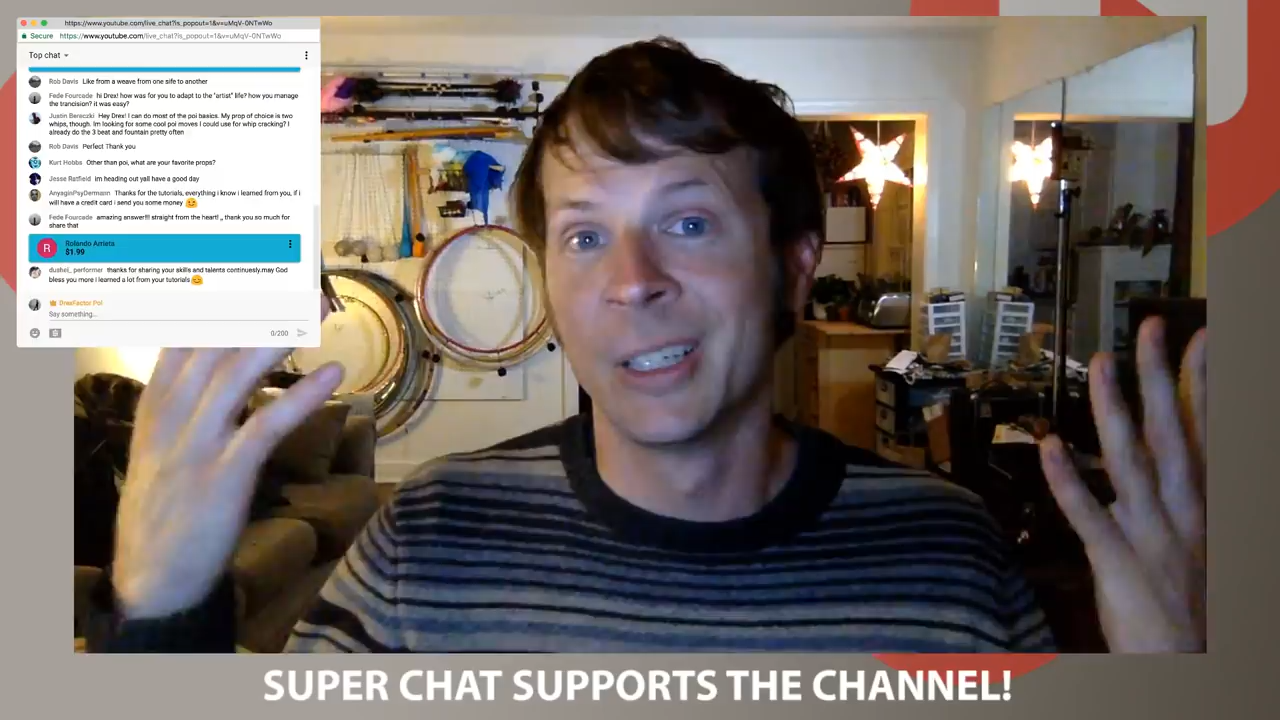 https://www.youtube.com/live_chat?is_popout=1&v=uMqV-0NTwWo
Secure https://www.youtube.com/live_chat?is_popout=1&v=uMqV-0NTwWo
Top chat
Rob Davis Like from a weave from one sife to another
Fede Fourcade hi Drex! how was for you to adapt to the "artist" life? how you manage
the trancision? it was easy?
Justin Bereczki Hey Drex! I can do most of the poi basics. My prop of choice is two
whips, though. Im looking for some cool poi moves I could use for whip cracking? I
already do the 3 beat and fountain pretty often
Rob Davis Perfect Thank you
Kurt Hobbs Other than poi, what are your favorite props?
Jesse Ratfield im heading out yall have a good day
AnysginPsyDermann Thanks for the tutorials, everything i know i learned from you, if i
will have a credit card i send you some money
Fede Fourcade amazing answer!!! straight from the heart! ,, thank you so much for
share that
R
Rolando Arrieta
$1.99
dushei_ performer thanks for sharing your skills and talents continuesly.may God
bless you more i learned a lot from your tutorials
DrexFactor Poi
Say something...
0/200
SUPER CHAT SUPPORTS THE CHANNEL!